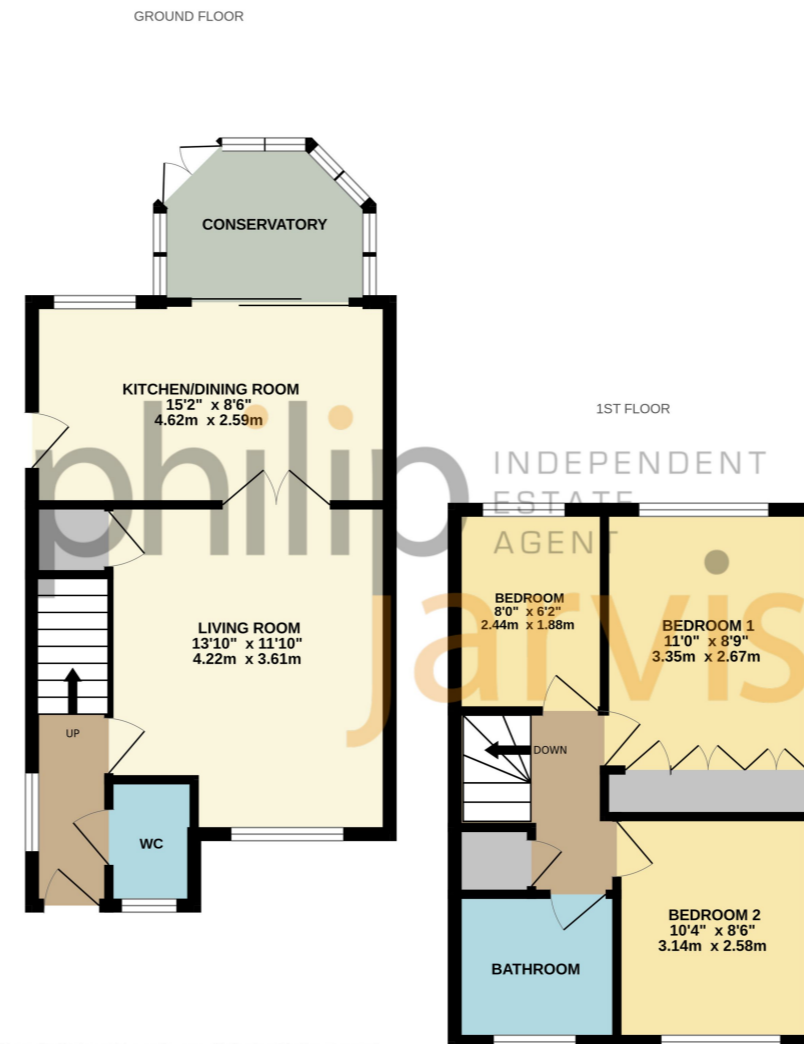 GROUND FLOOR
CONSERVATORY
KITCHEN/DINING ROOM
15'2" x 8'6"
4.62m x 2.59m
LIVING ROOM
13'10" x 11'10"
4.22m x 3.61m
UP
WC
1ST FLOOR
philip
INDEPENDENT
ESTATE
AGENT
jarvis
BEDROOM
8'0" x 6'2"
2.44m x 1.88m
BEDROOM 1
11'0" x 8'9"
3.35m x 2.67m
DOWN
BEDROOM 2
10'4" x 8'6"
3.14m x 2.58m
BATHROOM